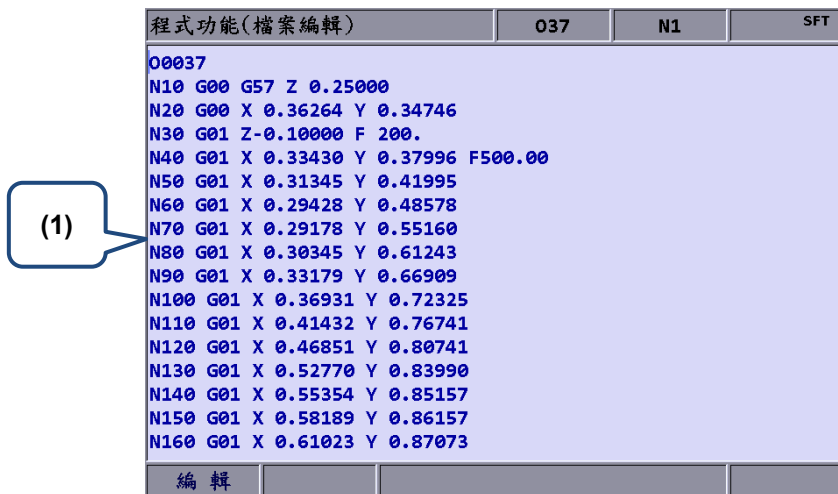 程式功能(檔案編輯) O37 N1 SFT
O0037
N10 G00 G57 Z 0.25000
N20 G00 X 0.36264 Y 0.34746
N30 G01 Z-0.10000 F 200.
N40 G01 X 0.33430 Y 0.37996 F500.00
N50 G01 X 0.31345 Y 0.41995
N60 G01 X 0.29428 Y 0.48578
(1)
N70 G01 X 0.29178 Y 0.55160
N80 G01 X 0.30345 Y 0.61243
N90 G01 X 0.33179 Y 0.66909
N100 G01 X 0.36931 Y 0.72325
N110 G01 X 0.41432 Y 0.76741
N120 G01 X 0.46851 Y 0.80741
N130 G01 X 0.52770 Y 0.83990
N140 G01 X 0.55354 Y 0.85157
N150 G01 X 0.58189 Y 0.86157
N160 G01 X 0.61023 Y 0.87073
編 輯